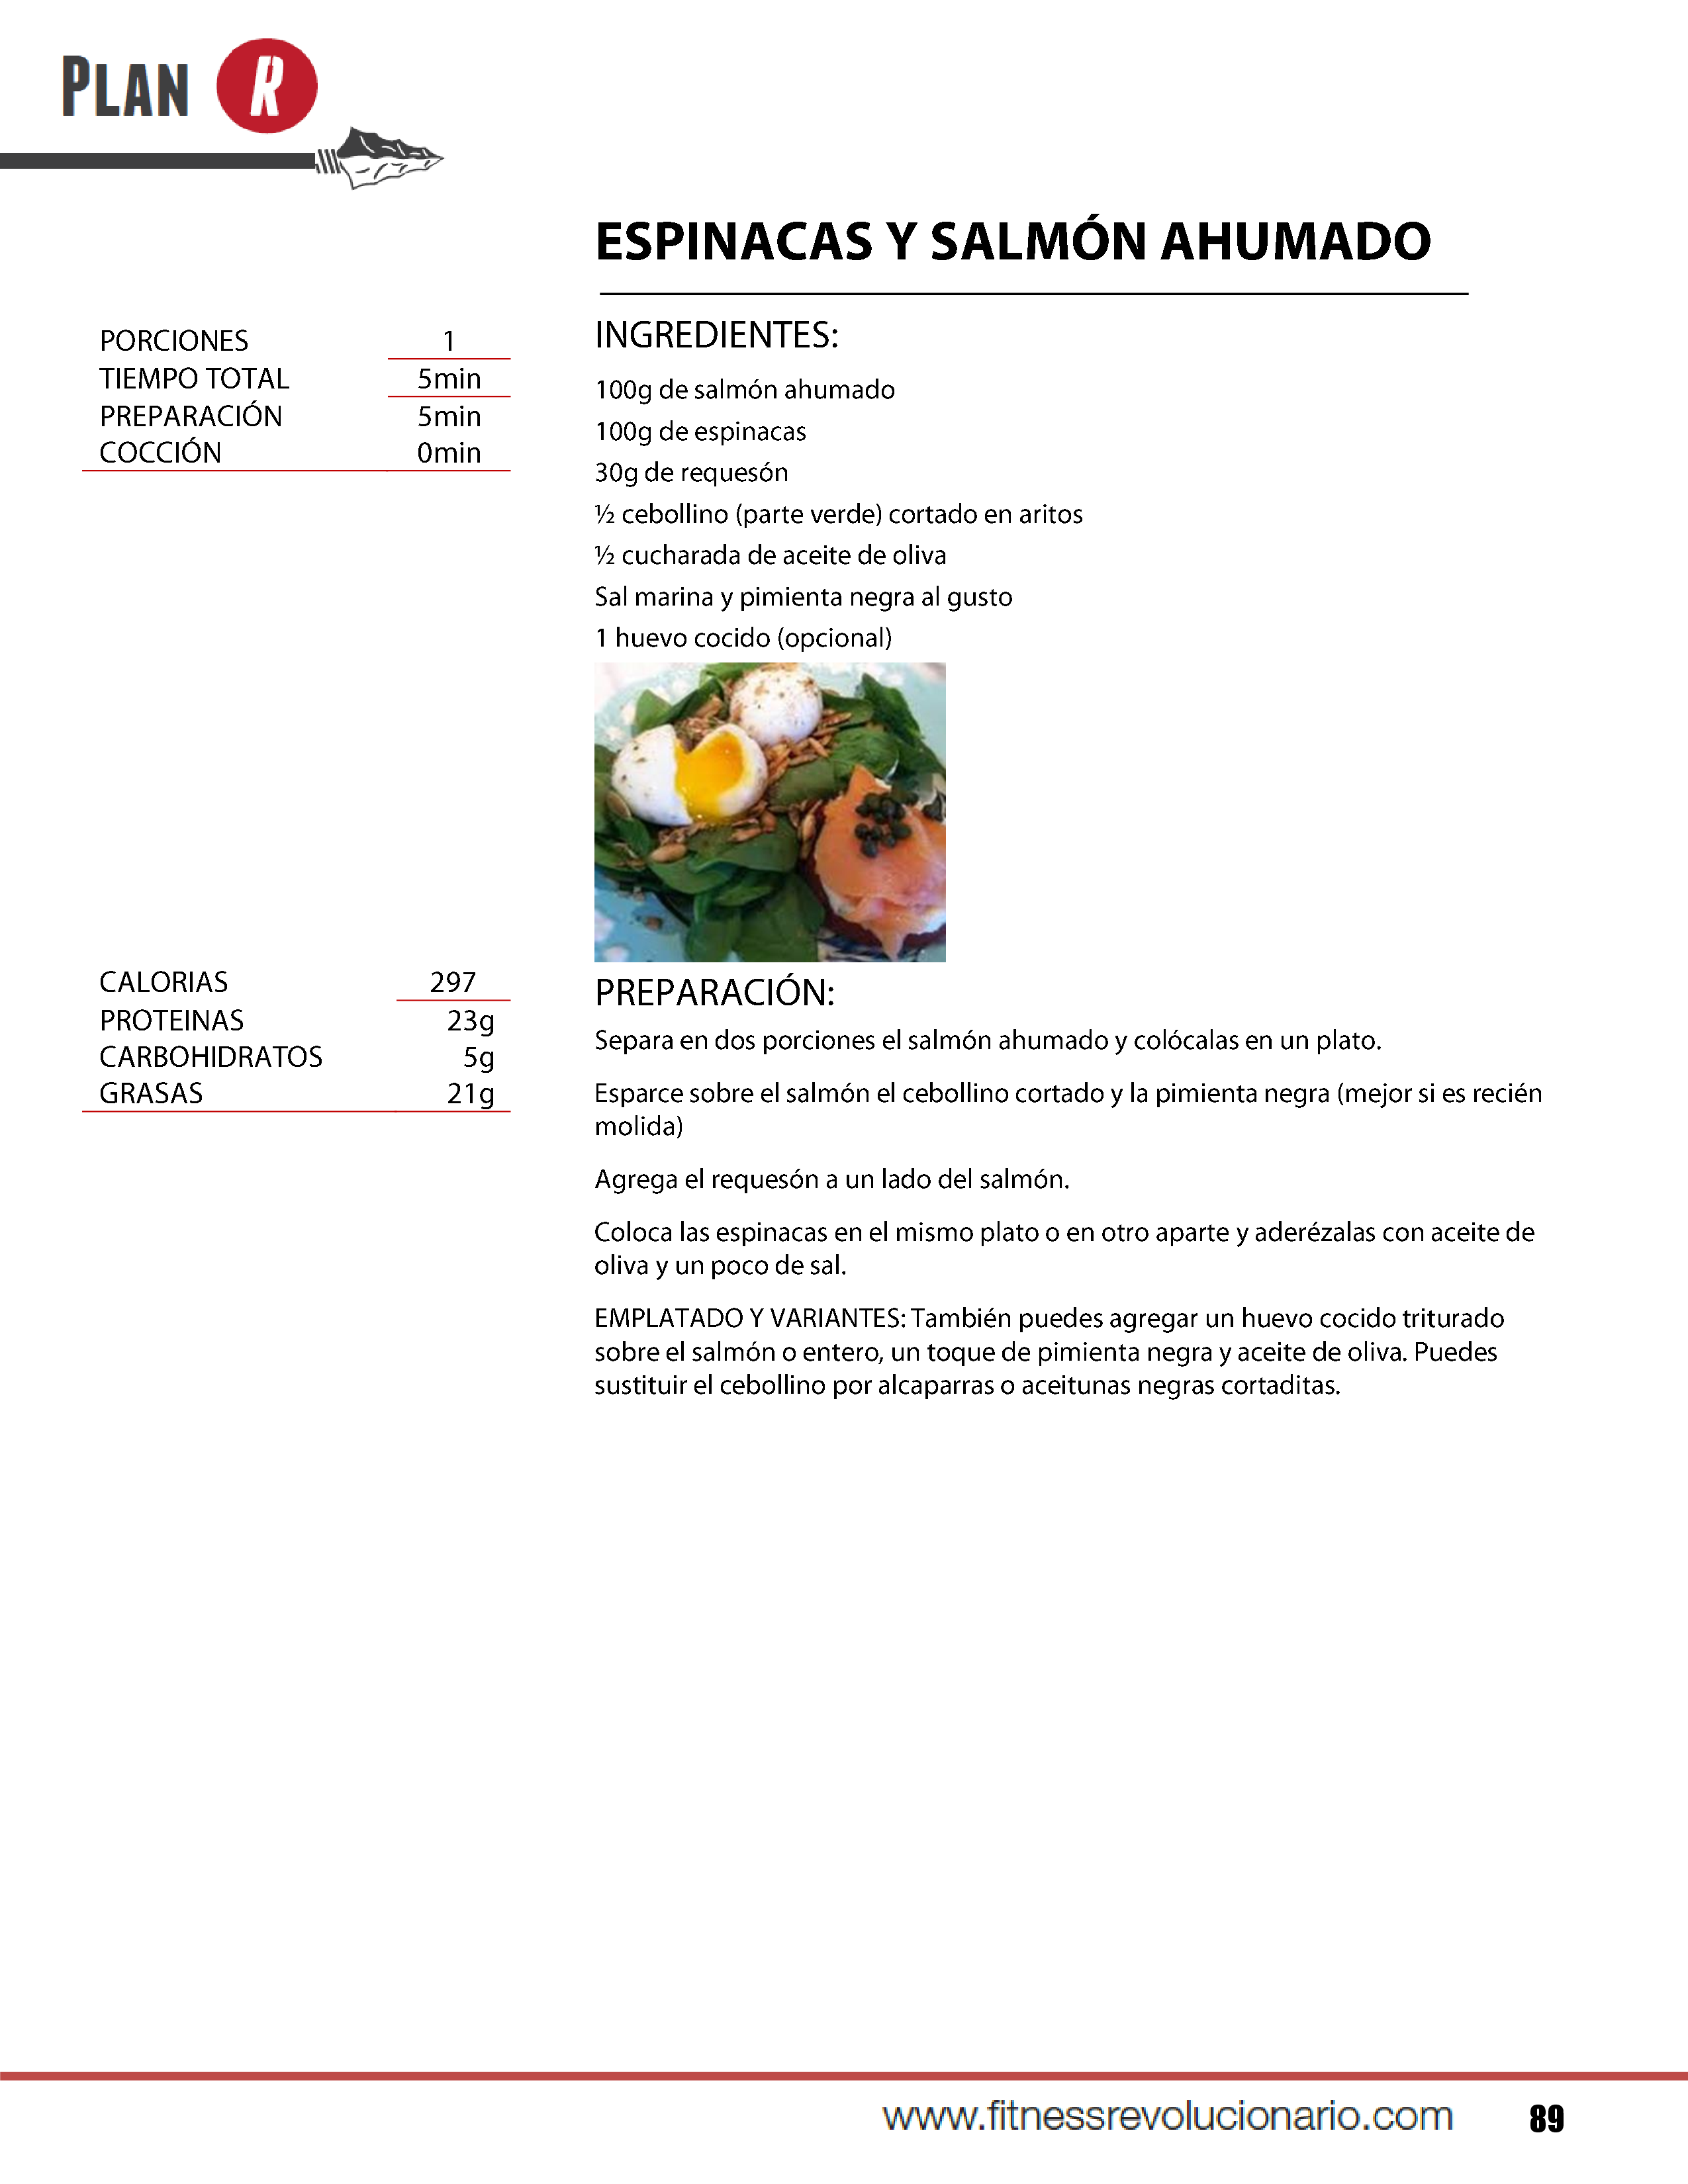 PLAN R
ESPINACAS Y SALMÓN AHUMADO
PORCIONES 1
TIEMPO TOTAL 5min
PREPARACIÓN 5min
COCCIÓN 0min
INGREDIENTES:
100g de salmón ahumado
100g de espinacas
30g de requesón
½ cebollino (parte verde) cortado en aritos
½ cucharada de aceite de oliva
Sal marina y pimienta negra al gusto
1 huevo cocido (opcional)
CALORIAS 297
PROTEINAS 23g
CARBOHIDRATOS 5g
GRASAS 21g
PREPARACIÓN:
Separa en dos porciones el salmón ahumado y colócalas en un plato.
Esparce sobre el salmón el cebollino cortado y la pimienta negra (mejor si es recién
molida)
Agrega el requesón a un lado del salmón.
Coloca las espinacas en el mismo plato o en otro aparte y aderézalas con aceite de
oliva y un poco de sal.
EMPLATADO Y VARIANTES: También puedes agregar un huevo cocido triturado
sobre el salmón o entero, un toque de pimienta negra y aceite de oliva. Puedes
sustituir el cebollino por alcaparras o aceitunas negras cortaditas.
www.fitnessrevolucionario.com 89